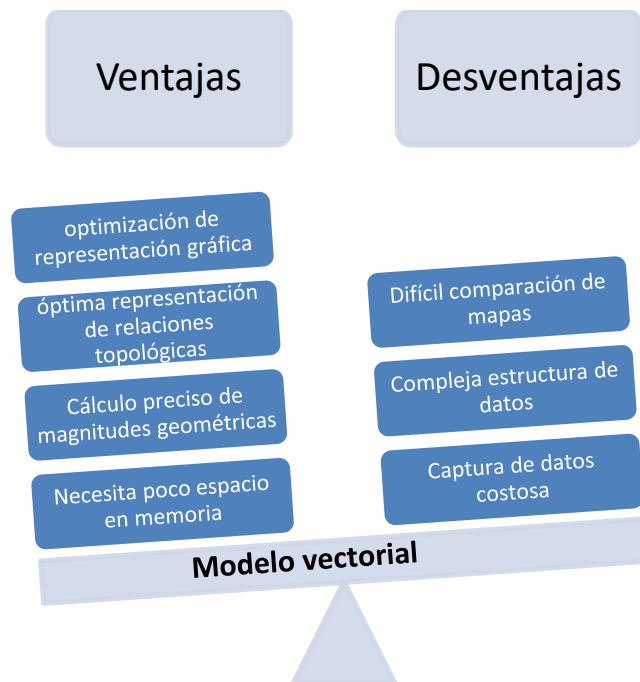 Ventajas
Desventajas
optimización de
representación gráfica
óptima representación
de relaciones
topológicas
Cálculo preciso de
magnitudes geométricas
Necesita poco espacio
en memoria
Difícil comparación de
mapas
Compleja estructura de
datos
Captura de datos
costosa
Modelo vectorial